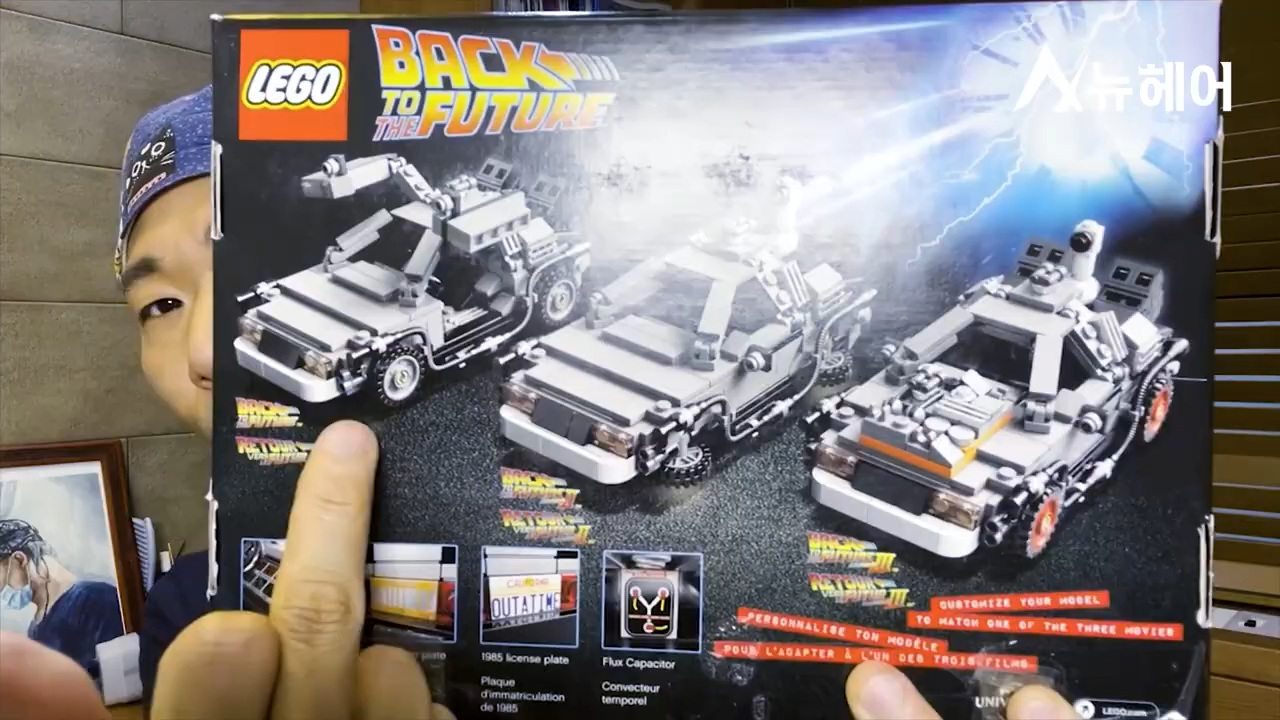 LEGO
BACK
TO THE FUTURE
뉴헤어
BACK
TO THE FUTURE
RETOUR
VERS LE FUTUR
BACK
TO THE FUTURE II
RETOUR
VERS LE FUTUR II
BACK
TO THE FUTURE III
RETOUR
VERS LE FUTUR III
CALIFORNIA
OUTATIME
plate
1985 license plate
Plaque
d'immatriculation
de 1985
Flux Capacitor
Convecteur
temporel
CUSTOMIZE YOUR MODEL
TO MATCH ONE OF THE THREE MOVIES
PERSONNALISE TON MODÈLE
POUR L'ADAPTER À L'UN DES TROIS FILMS
LEGO.com